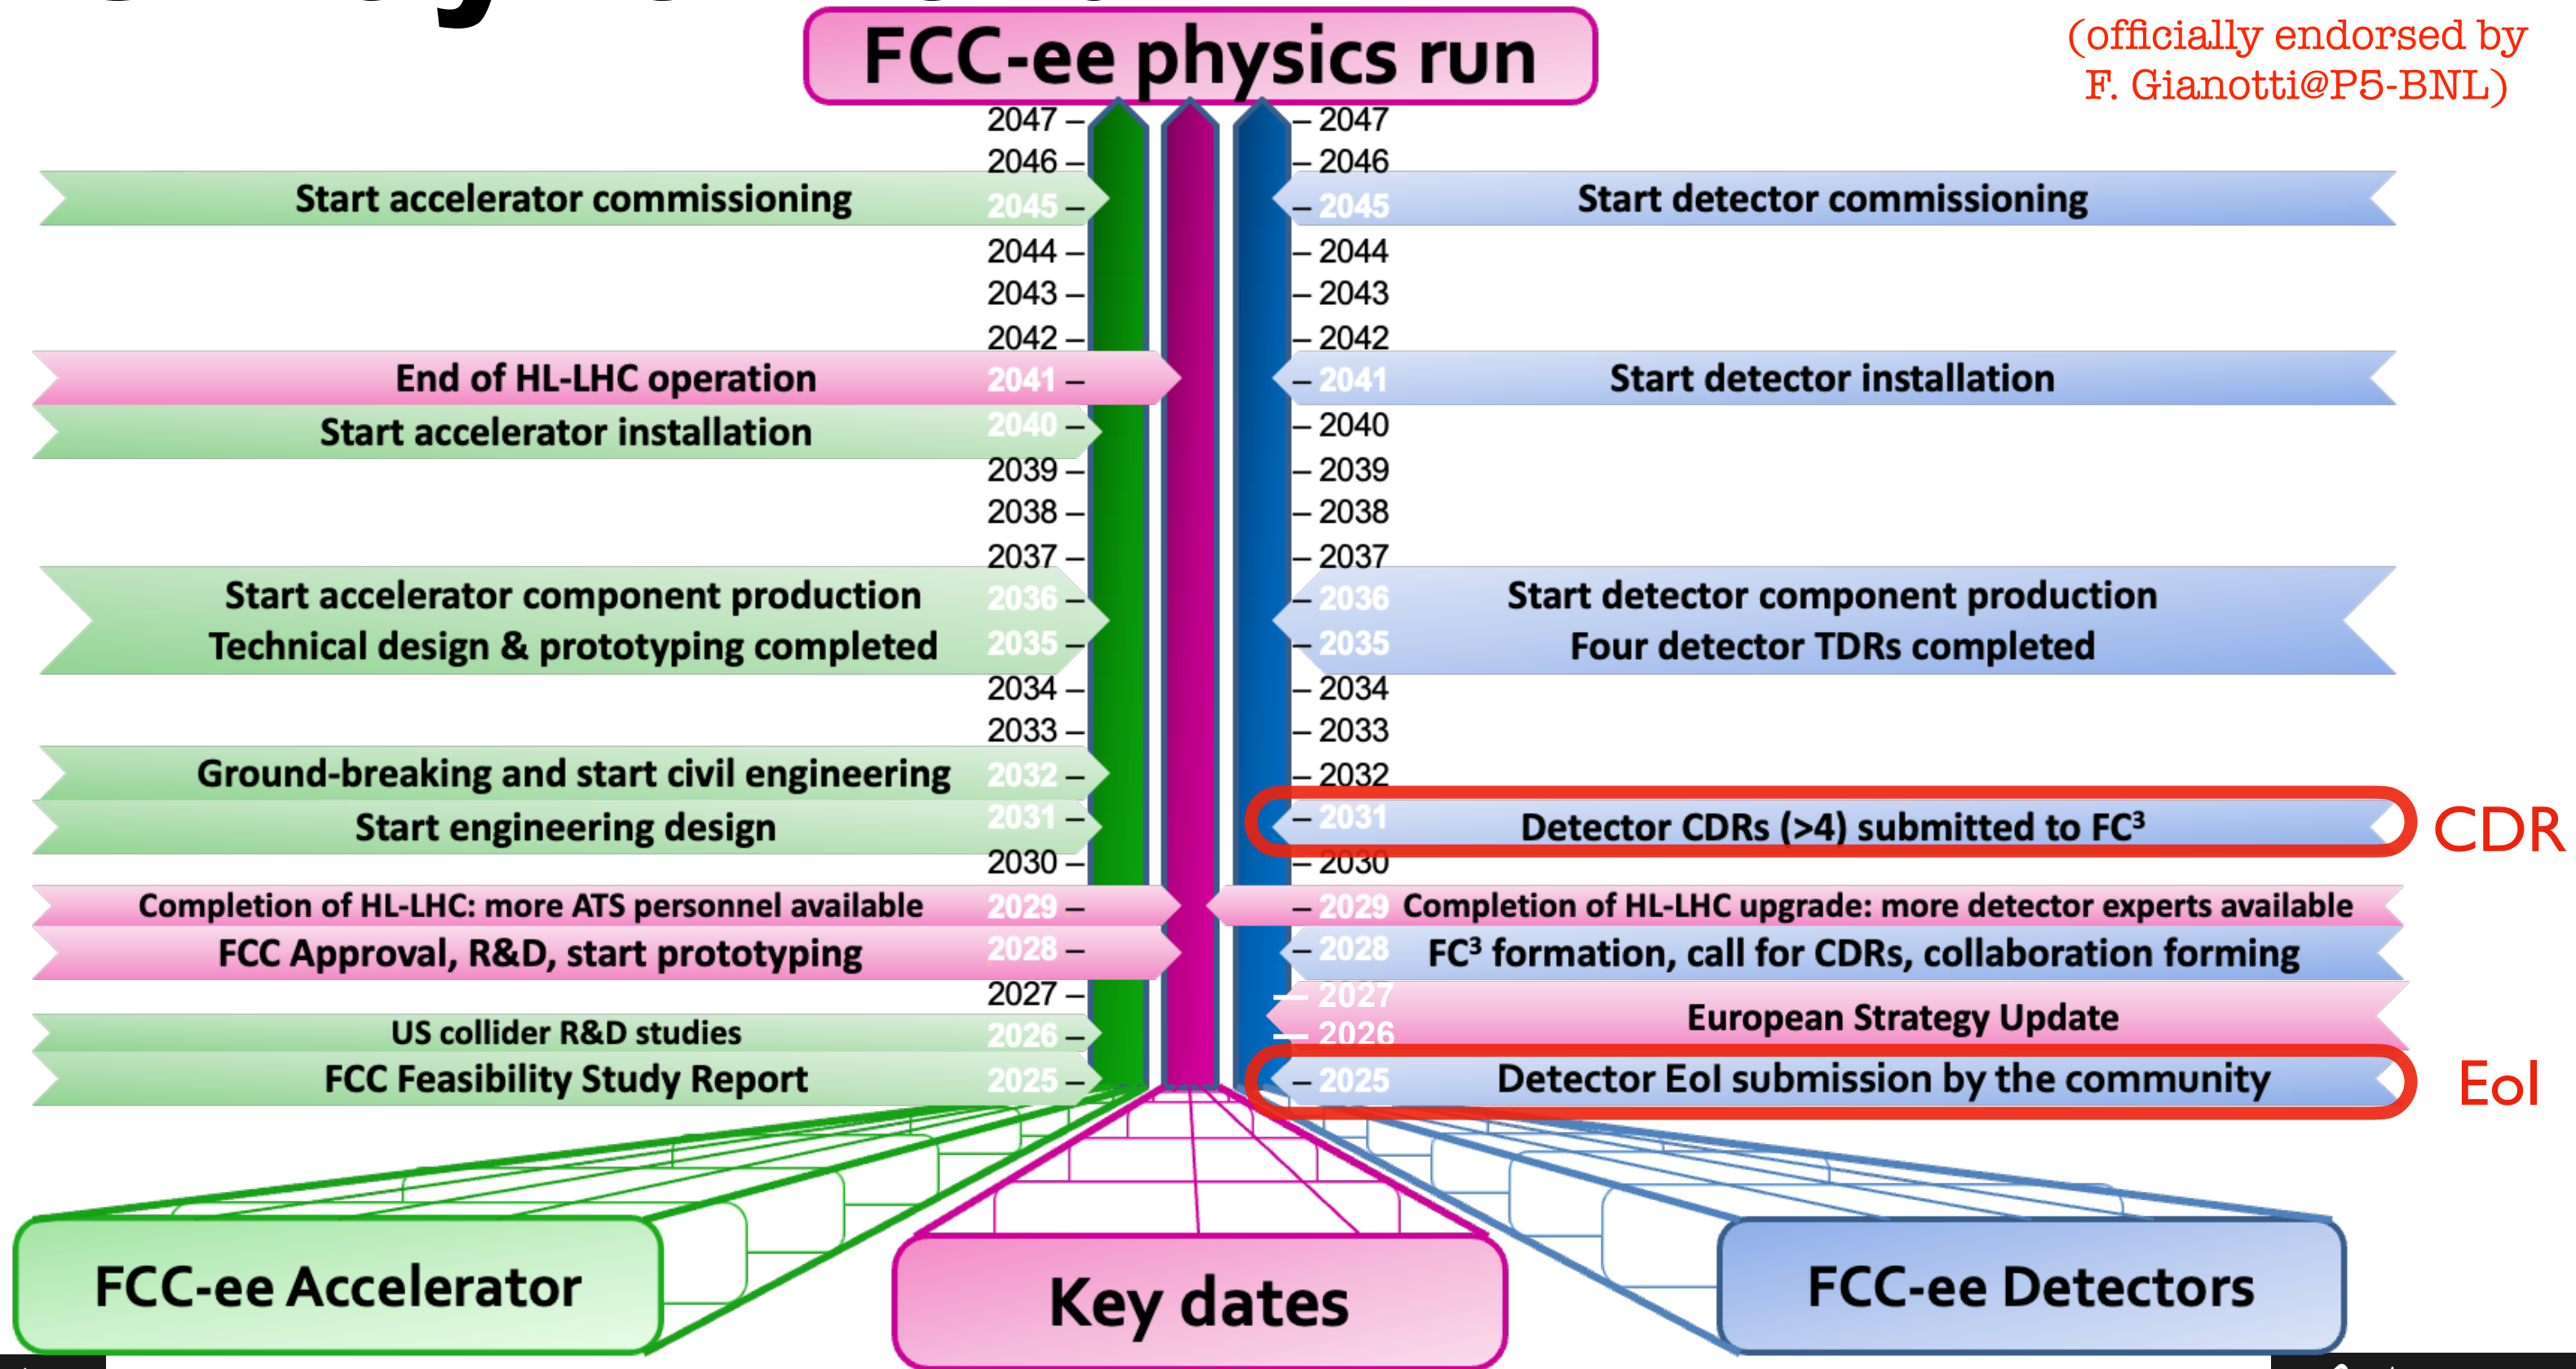 FCC-ee physics run
(officially endorsed by
F. Gianotti@P5-BNL)
2047 – – 2047
2046 – – 2046
Start accelerator commissioning 2045 – – 2045 Start detector commissioning
2044 – – 2044
2043 – – 2043
2042 – – 2042
End of HL-LHC operation 2041 – – 2041 Start detector installation
Start accelerator installation 2040 – – 2040
2039 – – 2039
2038 – – 2038
2037 – – 2037
Start accelerator component production 2036 – – 2036 Start detector component production
Technical design & prototyping completed 2035 – – 2035 Four detector TDRs completed
2034 – – 2034
2033 – – 2033
Ground-breaking and start civil engineering 2032 – – 2032
Start engineering design 2031 – – 2031 Detector CDRs (>4) submitted to FC³ CDR
2030 – – 2030
Completion of HL-LHC: more ATS personnel available 2029 – – 2029 Completion of HL-LHC upgrade: more detector experts available
FCC Approval, R&D, start prototyping 2028 – – 2028 FC³ formation, call for CDRs, collaboration forming
2027 – – 2027
European Strategy Update
US collider R&D studies 2026 – – 2026
FCC Feasibility Study Report 2025 – – 2025 Detector EoI submission by the community EoI
FCC-ee Accelerator
Key dates
FCC-ee Detectors